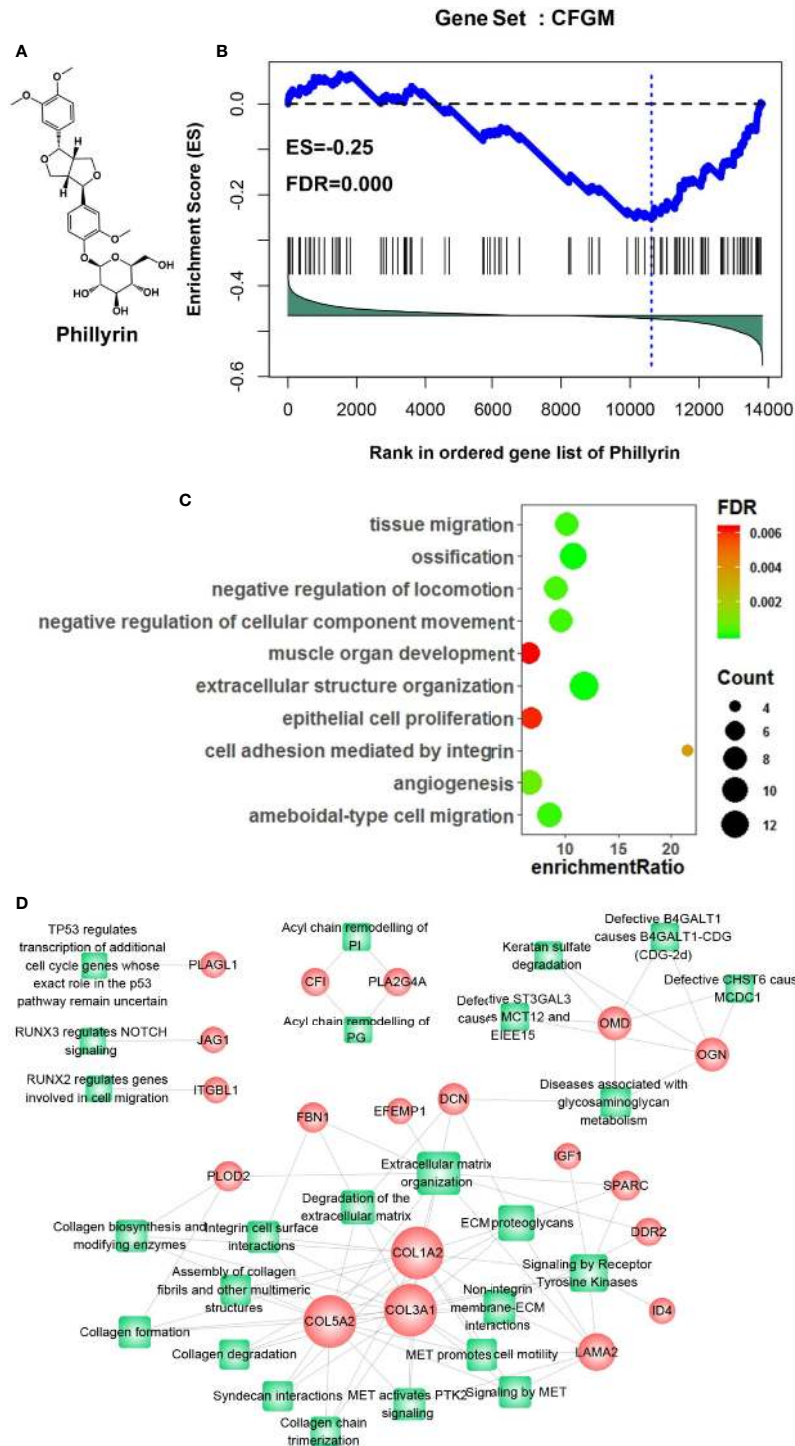 Gene Set : CFGM
A
B
O
O
O
H
H
O
O
O
O
OH
HO
OH
OH
Phillyrin
Enrichment Score (ES)
0.0
-0.2
-0.4
-0.6
ES=-0.25
FDR=0.000
0
2000
4000
6000
8000
10000
12000
14000
Rank in ordered gene list of Phillyrin
C
tissue migration
ossification
negative regulation of locomotion
negative regulation of cellular component movement
muscle organ development
extracellular structure organization
epithelial cell proliferation
cell adhesion mediated by integrin
angiogenesis
ameboidal-type cell migration
10
15
20
enrichmentRatio
FDR
0.006
0.004
0.002
Count
4
6
8
10
12
D
TP53 regulates
transcription of additional
cell cycle genes whose
exact role in the p53
pathway remain uncertain
PLAGL1
RUNX3 regulates NOTCH
signaling
JAG1
RUNX2 regulates genes
involved in cell migration
ITGBL1
Acyl chain remodelling of
PI
CFI
PLA2G4A
Acyl chain remodelling of
PG
Keratan sulfate
degradation
Defective B4GALT1
causes B4GALT1-CDG
(CDG-2d)
Defective CHST6 caus
MCDC1
Defective ST3GAL3
causes MCT12 and
EIEE15
OMD
OGN
Diseases associated with
glycosaminoglycan
metabolism
FBN1
EFEMP1
DCN
IGF1
PLOD2
Extracellular matrix
organization
SPARC
Degradation of the
extracellular matrix
ECM proteoglycans
DDR2
Collagen biosynthesis and
modifying enzymes
Integrin cell surface
interactions
COL1A2
Signaling by Receptor
Tyrosine Kinases
Assembly of collagen
fibrils and other multimeric
structures
Non-integrin
membrane-ECM
interactions
ID4
COL5A2
COL3A1
Collagen formation
Collagen degradation
MET promotes cell motility
LAMA2
Syndecan interactions
MET activates PTK2
signaling
Signaling by MET
Collagen chain
trimerization